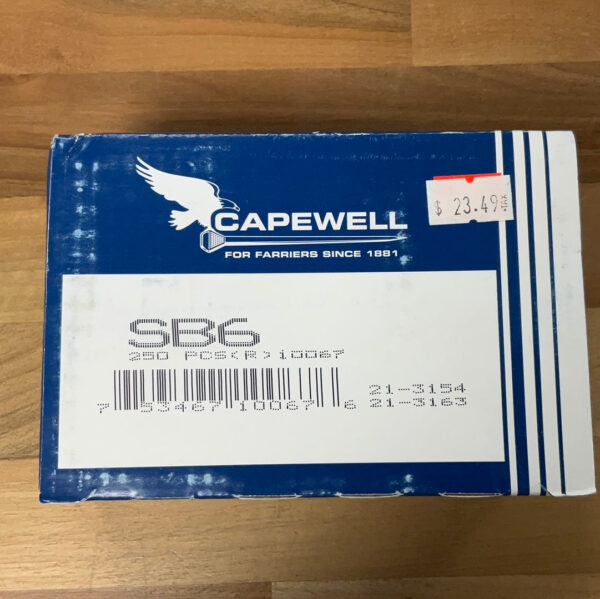 CAPEWELL
FOR FARRIERS SINCE 1881
$ 23.49
SB6
250 PCS<R>10067
21-3154
21-3163
7 53467 10067 6